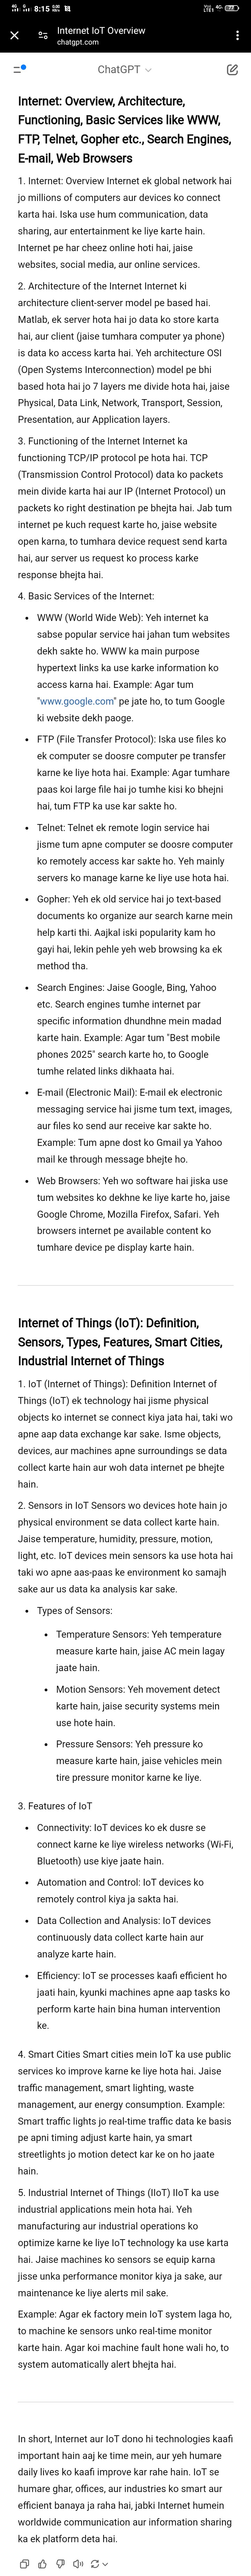 8:15
Internet IoT Overview
chatgpt.com
ChatGPT
Internet: Overview, Architecture,
Functioning, Basic Services like WWW,
FTP, Telnet, Gopher etc., Search Engines,
E-mail, Web Browsers
1. Internet: Overview Internet ek global network hai
jo millions of computers aur devices ko connect
karta hai. Iska use hum communication, data
sharing, aur entertainment ke liye karte hain.
Internet pe har cheez online hoti hai, jaise
websites, social media, aur online services.
2. Architecture of the Internet Internet ki
architecture client-server model pe based hai.
Matlab, ek server hota hai jo data ko store karta
hai, aur client (jaise tumhara computer ya phone)
is data ko access karta hai. Yeh architecture OSI
(Open Systems Interconnection) model pe bhi
based hota hai jo 7 layers me divide hota hai, jaise
Physical, Data Link, Network, Transport, Session,
Presentation, aur Application layers.
3. Functioning of the Internet Internet ka
functioning TCP/IP protocol pe hota hai. TCP
(Transmission Control Protocol) data ko packets
mein divide karta hai aur IP (Internet Protocol) un
packets ko right destination pe bhejta hai. Jab tum
internet pe kuch request karte ho, jaise website
open karna, to tumhara device request send karta
hai, aur server us request ko process karke
response bhejta hai.
4. Basic Services of the Internet:
• WWW (World Wide Web): Yeh internet ka
sabse popular service hai jahan tum websites
dekh sakte ho. WWW ka main purpose
hypertext links ka use karke information ko
access karna hai. Example: Agar tum
"www.google.com" pe jate ho, to tum Google
ki website dekh paoge.
• FTP (File Transfer Protocol): Iska use files ko
ek computer se doosre computer pe transfer
karne ke liye hota hai. Example: Agar tumhare
paas koi large file hai jo tumhe kisi ko bhejni
hai, tum FTP ka use kar sakte ho.
• Telnet: Telnet ek remote login service hai
jisme tum apne computer se doosre computer
ko remotely access kar sakte ho. Yeh mainly
servers ko manage karne ke liye use hota hai.
• Gopher: Yeh ek old service hai jo text-based
documents ko organize aur search karne mein
help karti thi. Aajkal iski popularity kam ho
gayi hai, lekin pehle yeh web browsing ka ek
method tha.
• Search Engines: Jaise Google, Bing, Yahoo
etc. Search engines tumhe internet par
specific information dhundhne mein madad
karte hain. Example: Agar tum "Best mobile
phones 2025" search karte ho, to Google
tumhe related links dikhaata hai.
• E-mail (Electronic Mail): E-mail ek electronic
messaging service hai jisme tum text, images,
aur files ko send aur receive kar sakte ho.
Example: Tum apne dost ko Gmail ya Yahoo
mail ke through message bhejte ho.
• Web Browsers: Yeh wo software hai jiska use
tum websites ko dekhne ke liye karte ho, jaise
Google Chrome, Mozilla Firefox, Safari. Yeh
browsers internet pe available content ko
tumhare device pe display karte hain.
Internet of Things (IoT): Definition,
Sensors, Types, Features, Smart Cities,
Industrial Internet of Things
1. IoT (Internet of Things): Definition Internet of
Things (IoT) ek technology hai jisme physical
objects ko internet se connect kiya jata hai, taki wo
apne aap data exchange kar sake. Isme objects,
devices, aur machines apne surroundings se data
collect karte hain aur woh data internet pe bhejte
hain.
2. Sensors in IoT Sensors wo devices hote hain jo
physical environment se data collect karte hain.
Jaise temperature, humidity, pressure, motion,
light, etc. IoT devices mein sensors ka use hota hai
taki wo apne aas-paas ke environment ko samajh
sake aur us data ka analysis kar sake.
• Types of Sensors:
• Temperature Sensors: Yeh temperature
measure karte hain, jaise AC mein lagay
jaate hain.
• Motion Sensors: Yeh movement detect
karte hain, jaise security systems mein
use hote hain.
• Pressure Sensors: Yeh pressure ko
measure karte hain, jaise vehicles mein
tire pressure monitor karne ke liye.
3. Features of IoT
• Connectivity: IoT devices ko ek dusre se
connect karne ke liye wireless networks (Wi-Fi,
Bluetooth) use kiye jaate hain.
• Automation and Control: IoT devices ko
remotely control kiya ja sakta hai.
• Data Collection and Analysis: IoT devices
continuously data collect karte hain aur
analyze karte hain.
• Efficiency: IoT se processes kaafi efficient ho
jaati hain, kyunki machines apne aap tasks ko
perform karte hain bina human intervention
ke.
4. Smart Cities Smart cities mein IoT ka use public
services ko improve karne ke liye hota hai. Jaise
traffic management, smart lighting, waste
management, aur energy consumption. Example:
Smart traffic lights jo real-time traffic data ke basis
pe apni timing adjust karte hain, ya smart
streetlights jo motion detect kar ke on ho jaate
hain.
5. Industrial Internet of Things (IIoT) IIoT ka use
industrial applications mein hota hai. Yeh
manufacturing aur industrial operations ko
optimize karne ke liye IoT technology ka use karta
hai. Jaise machines ko sensors se equip karna
jisse unka performance monitor kiya ja sake, aur
maintenance ke liye alerts mil sake.
Example: Agar ek factory mein IoT system laga ho,
to machine ke sensors unko real-time monitor
karte hain. Agar koi machine fault hone wali ho, to
system automatically alert bhejta hai.
In short, Internet aur IoT dono hi technologies kaafi
important hain aaj ke time mein, aur yeh humare
daily lives ko kaafi improve kar rahe hain. IoT se
humare ghar, offices, aur industries ko smart aur
efficient banaya ja raha hai, jabki Internet humein
worldwide communication aur information sharing
ka ek platform deta hai.